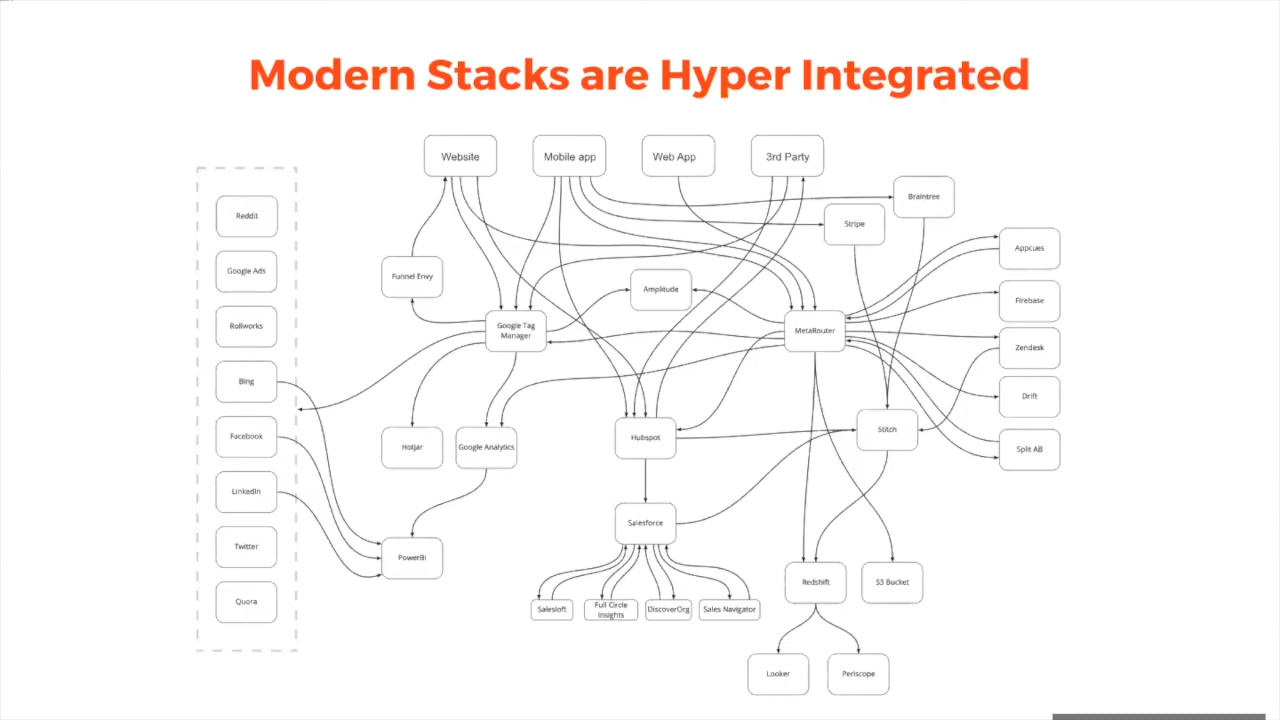 Modern Stacks are Hyper Integrated
Website
Mobile app
Web App
3rd Party
Braintree
Stripe
Reddit
Appcues
Google Ads
Funnel Envy
Amplitude
Firebase
Rollworks
Google Tag
Manager
MetaRouter
Zendesk
Bing
Drift
Facebook
Hotjar
Google Analytics
Hubspot
Stitch
Split AB
LinkedIn
Salesforce
Twitter
PowerBI
Redshift
S3 Bucket
Quora
Salesloft
Full Circle
Insights
DiscoverOrg
Sales Navigator
Looker
Periscope